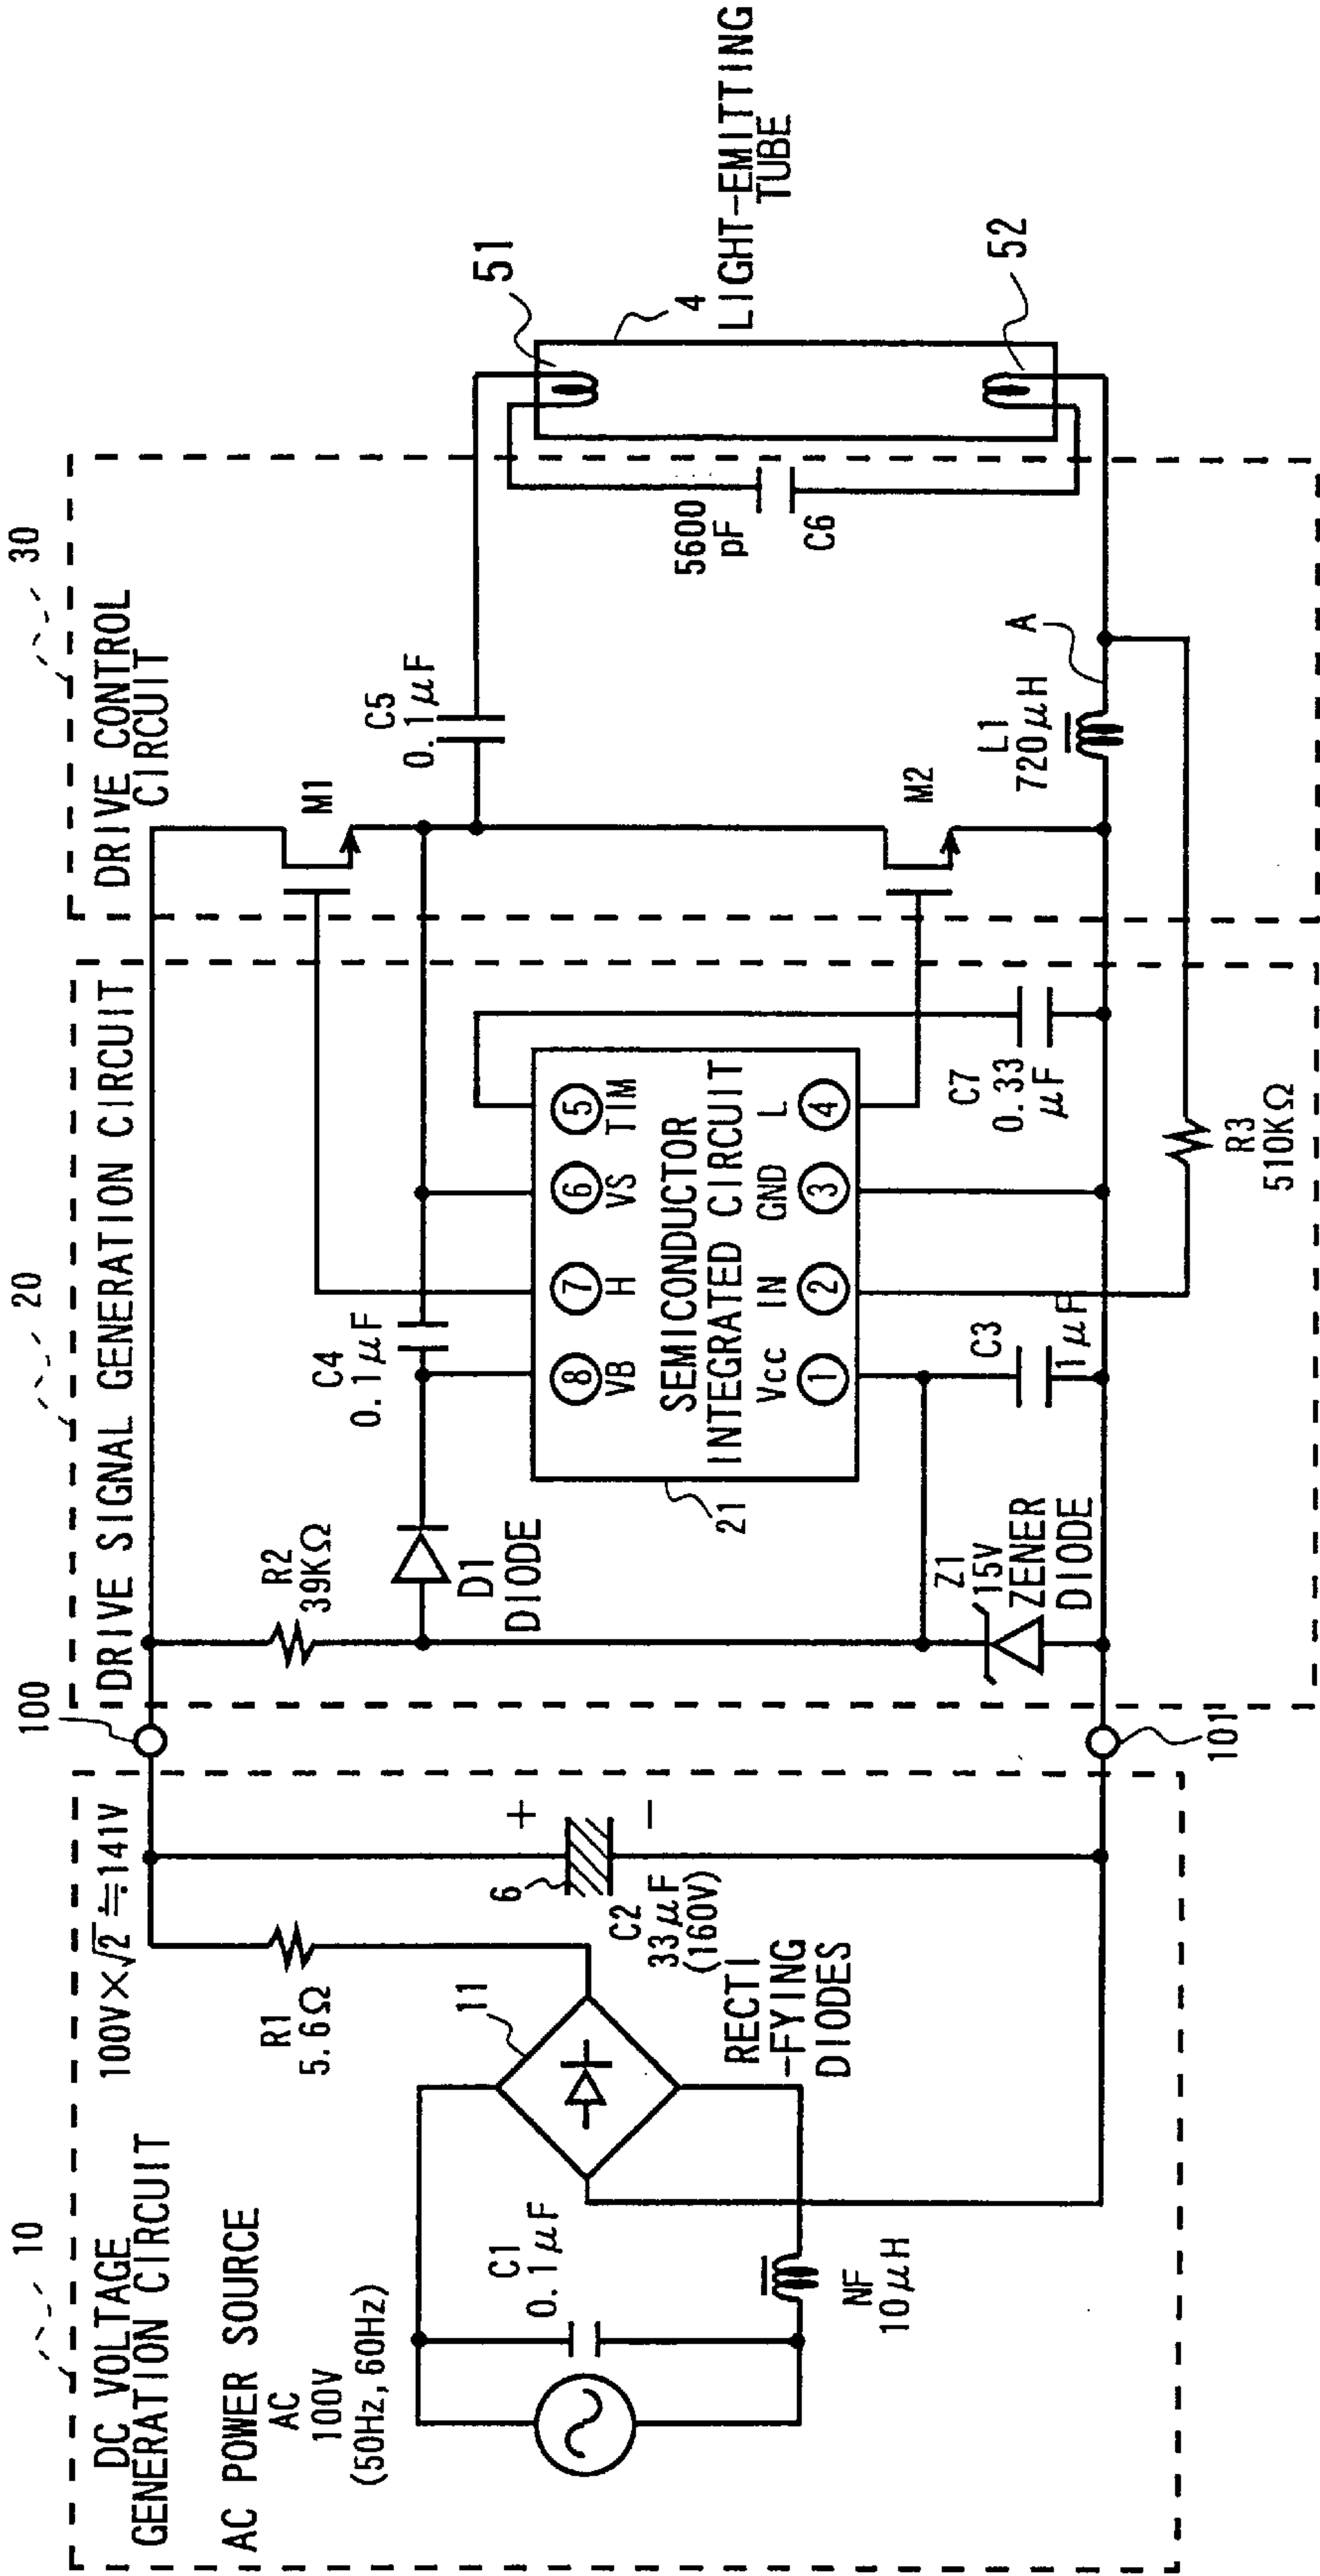 10
DC VOLTAGE
GENERATION CIRCUIT
100V×√2≒141V
AC POWER SOURCE
AC
100V
(50Hz, 60Hz)
C1
0.1μF
NF
10μH
R1
5.6Ω
11
RECTI
-FYING
DIODES
6
+
−
C2
33μF
(160V)
100
101
20
DRIVE SIGNAL GENERATION CIRCUIT
R2
39KΩ
D1
DIODE
Z1
15V
ZENER
DIODE
C4
0.1μF
21
8 7 6 5
VB H VS TIM
SEMICONDUCTOR
INTEGRATED CIRCUIT
Vcc IN GND L
1 2 3 4
C3
1μF
C7
0.33
μF
R3
510KΩ
30
DRIVE CONTROL
CIRCUIT
M1
C5
0.1μF
M2
L1
720μH
A
5600
pF
C6
51
4
LIGHT-EMITTING
TUBE
52